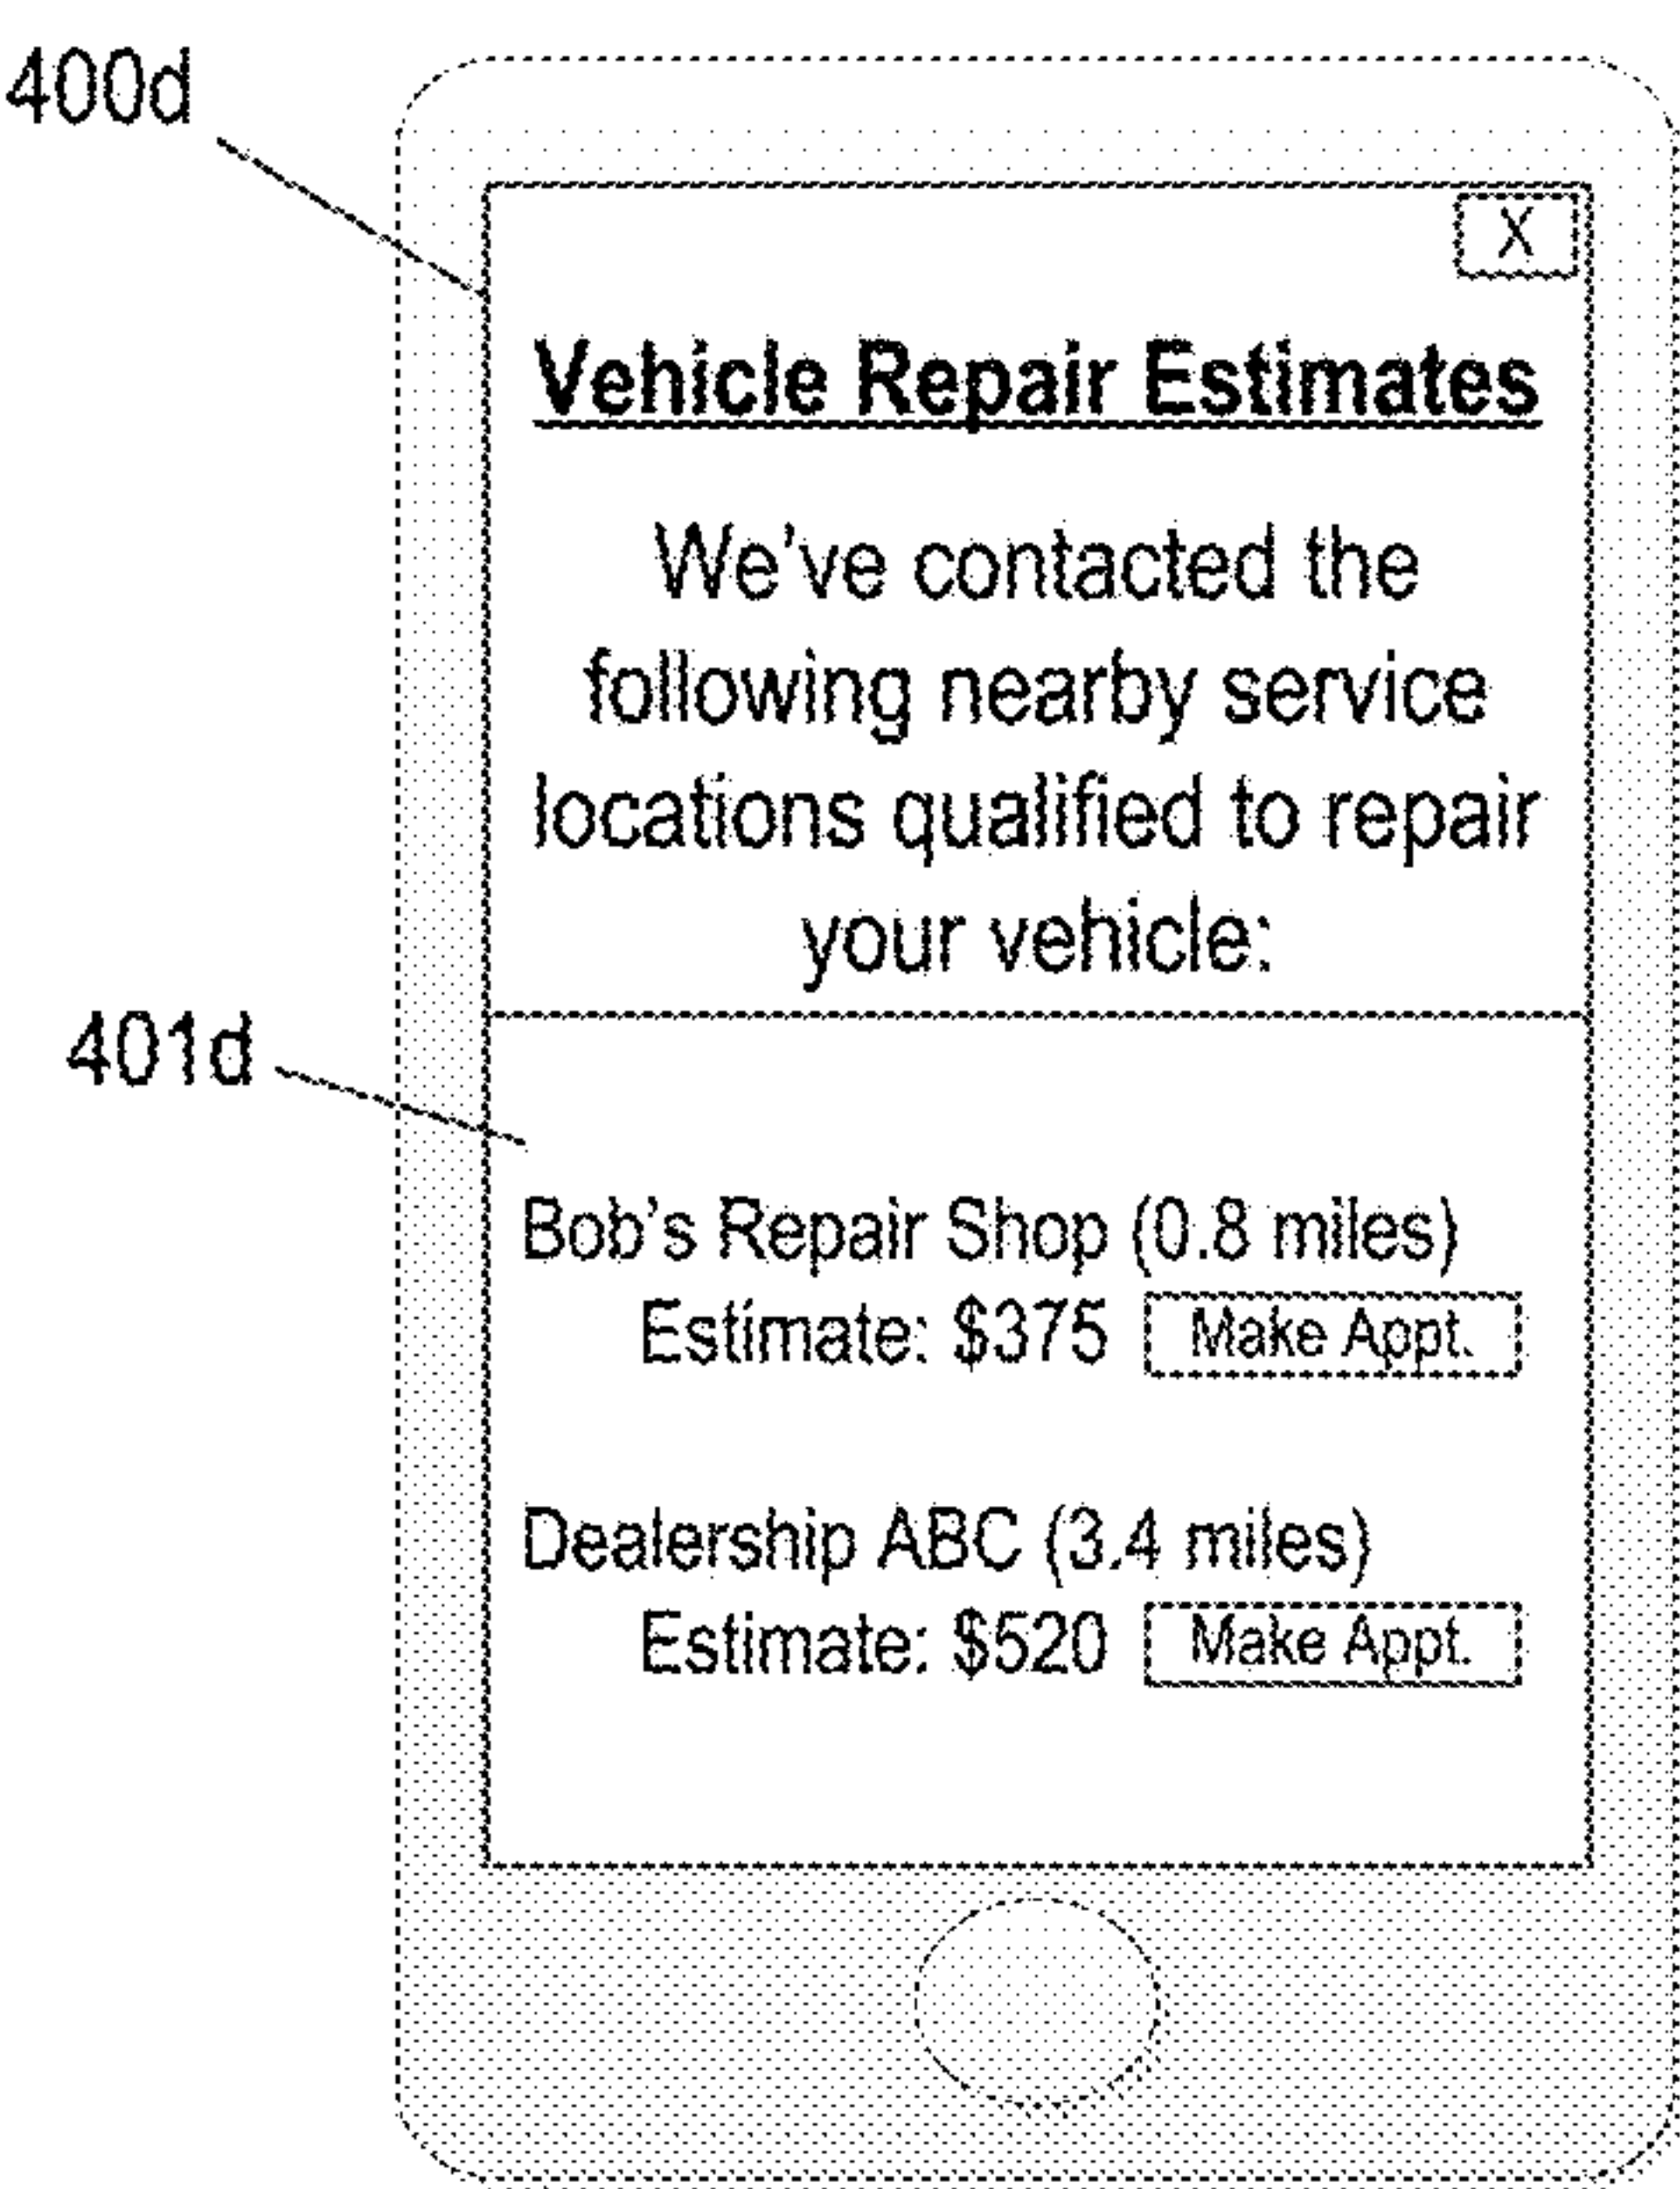 400d
X
Vehicle Repair Estimates
We've contacted the
following nearby service
locations qualified to repair
your vehicle:
401d
Bob's Repair Shop (0.8 miles)
Estimate: $375 Make Appt.
Dealership ABC (3.4 miles)
Estimate: $520 Make Appt.